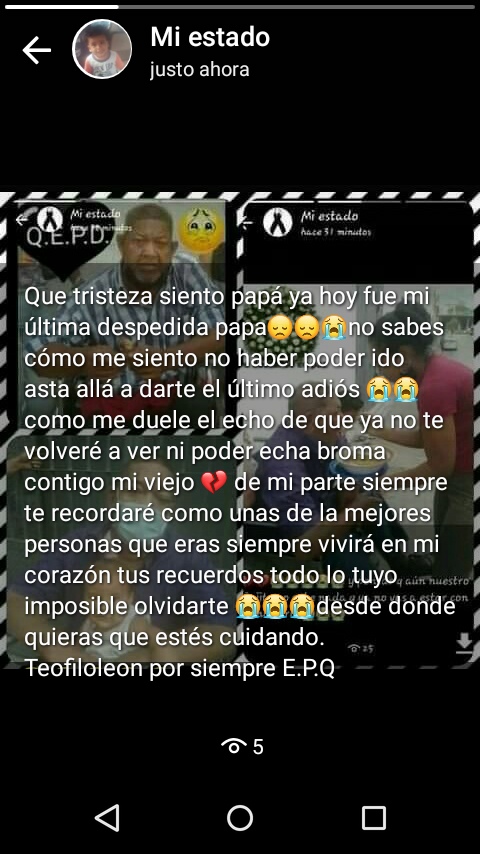 Mi estado
justo ahora
Mi estado
Q.E.P.D.
Mi estado
hace 31 minutos
Que tristeza siento papá ya hoy fue mi
última despedida papa😔😔😭no sabes
cómo me siento no haber poder ido
asta allá a darte el último adiós 😭😭
como me duele el echo de que ya no te
volveré a ver ni poder echa broma
contigo mi viejo 💔 de mi parte siempre
te recordaré como unas de la mejores
personas que eras siempre vivirá en mi
corazón tus recuerdos todo lo tuyo
imposible olvidarte 😭😭😭desde donde
quieras que estés cuidando.
Teofiloleon por siempre E.P.Q
aún nuestro
25
5